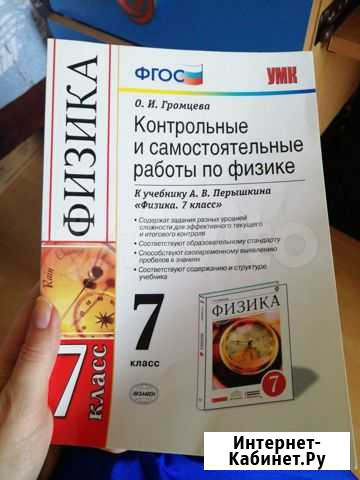 ФИЗИКА
Кан
7
класс
ФГОС
УМК
О. И. Громцева
Контрольные
и самостоятельные
работы по физике
К учебнику А. В. Перышкина
«Физика. 7 класс»
• Содержат задания разных уровней
сложности для эффективного текущего
и итогового контроля
• Соответствуют образовательному стандарту
• Способствуют своевременному выявлению
пробелов в знаниях
• Соответствуют содержанию и структуре
учебника
7
класс
ЭКЗАМЕН
ФИЗИКА
7
Интернет-
Кабинет.Ру